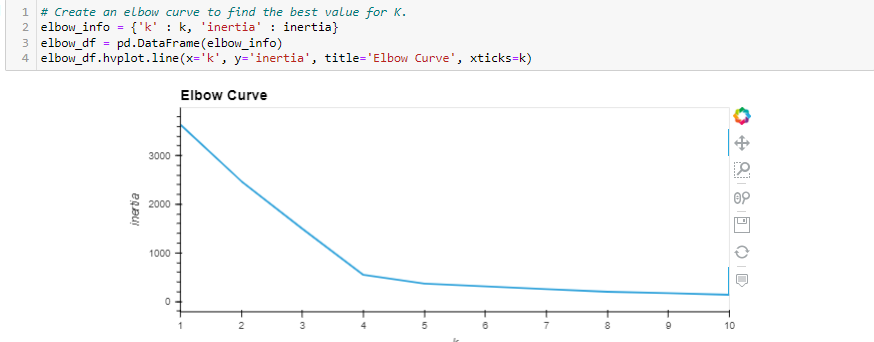 1 # Create an elbow curve to find the best value for K.
2 elbow_info = {'k' : k, 'inertia' : inertia}
3 elbow_df = pd.DataFrame(elbow_info)
4 elbow_df.hvplot.line(x='k', y='inertia', title='Elbow Curve', xticks=k)
Elbow Curve
inertia
3000
2000
1000
0
1 2 3 4 5 6 7 8 9 10